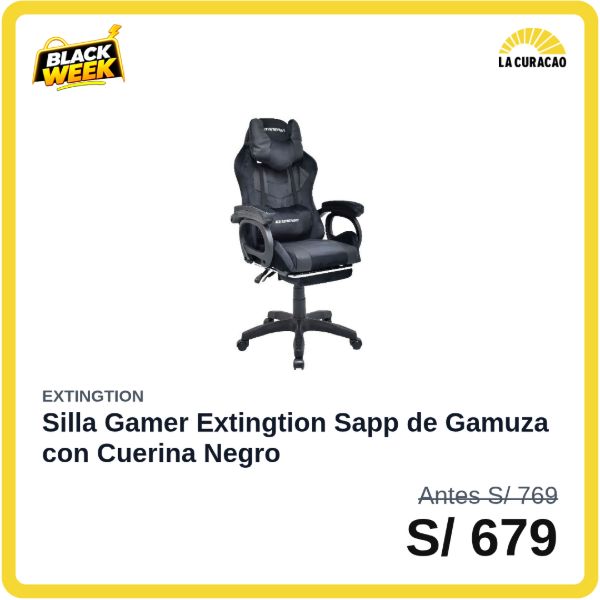 BLACK
WEEK
LA CURACAO
EXTINGTION
Silla Gamer Extingtion Sapp de Gamuza
con Cuerina Negro
Antes S/ 769
S/ 679